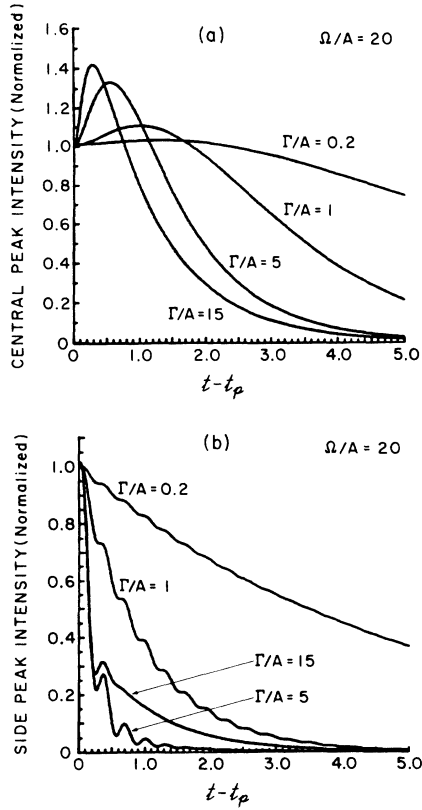 (a)
Ω/A = 20
CENTRAL PEAK INTENSITY (Normalized)
1.6
1.4
1.2
1.0
0.8
0.6
0.4
0.2
0
Γ/A = 0.2
Γ/A = 1
Γ/A = 5
Γ/A = 15
0
1.0
2.0
3.0
4.0
5.0
t - tp
(b)
Ω/A = 20
SIDE PEAK INTENSITY (Normalized)
1.0
0.8
0.6
0.4
0.2
0
Γ/A = 0.2
Γ/A = 1
Γ/A = 15
Γ/A = 5
0
1.0
2.0
3.0
4.0
5.0
t - tp